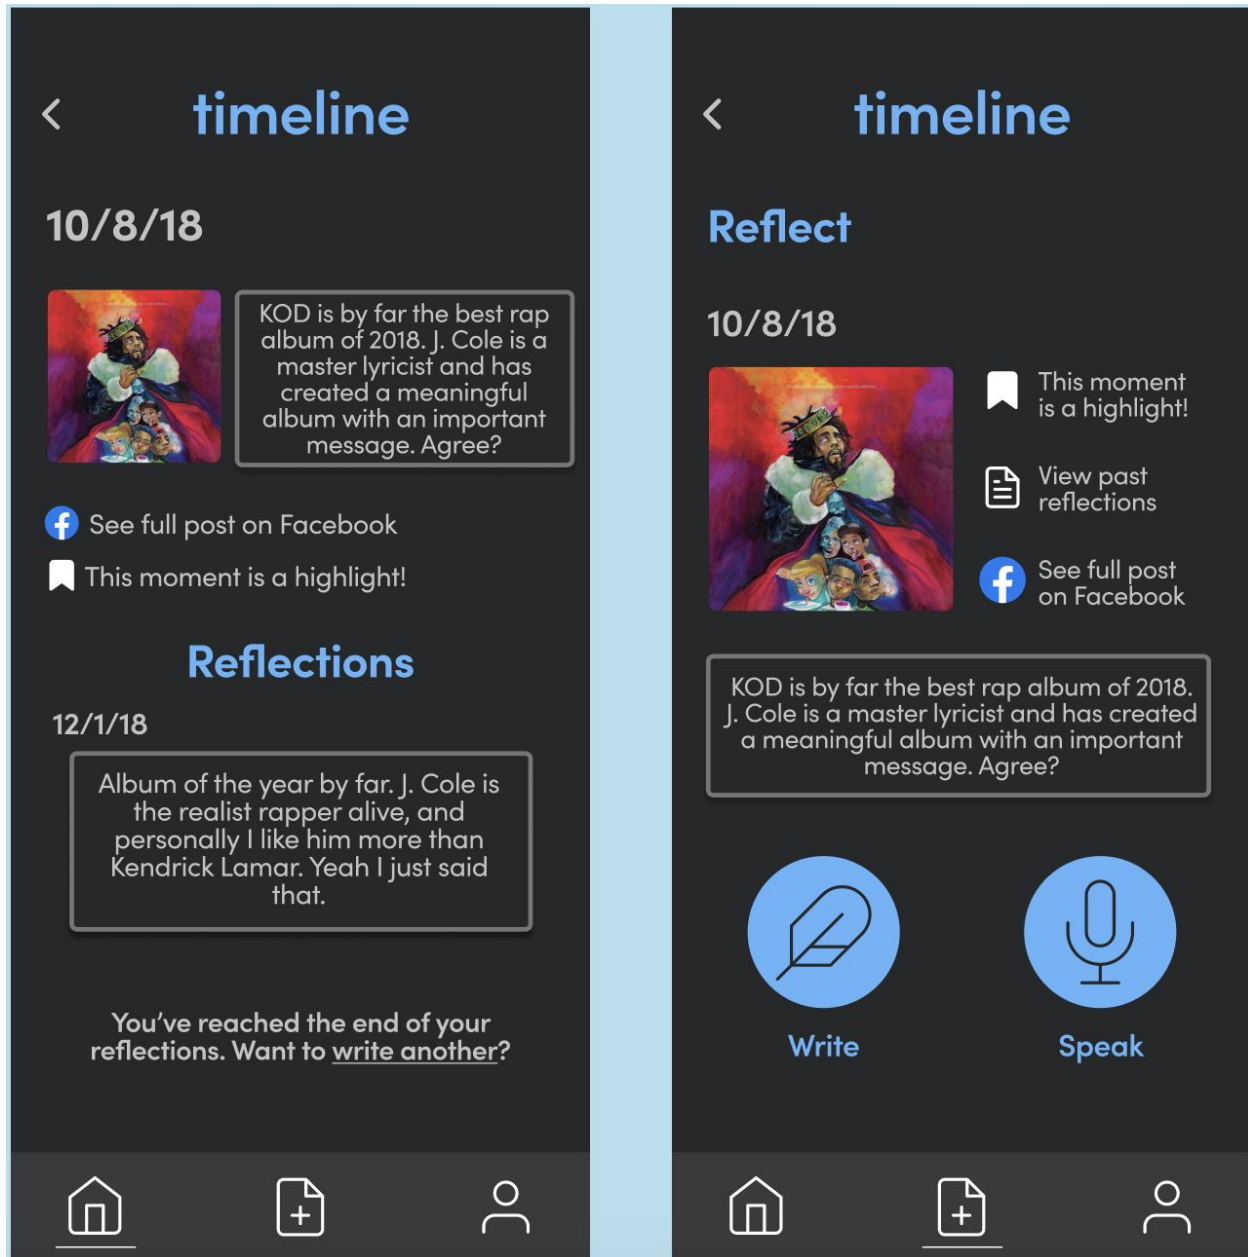 timeline
10/8/18
KOD is by far the best rap
album of 2018. J. Cole is a
master lyricist and has
created a meaningful
album with an important
message. Agree?
See full post on Facebook
This moment is a highlight!
Reflections
12/1/18
Album of the year by far. J. Cole is
the realist rapper alive, and
personally I like him more than
Kendrick Lamar. Yeah I just said
that.
You’ve reached the end of your
reflections. Want to write another?
timeline
Reflect
10/8/18
This moment
is a highlight!
View past
reflections
See full post
on Facebook
KOD is by far the best rap album of 2018.
J. Cole is a master lyricist and has created
a meaningful album with an important
message. Agree?
Write
Speak